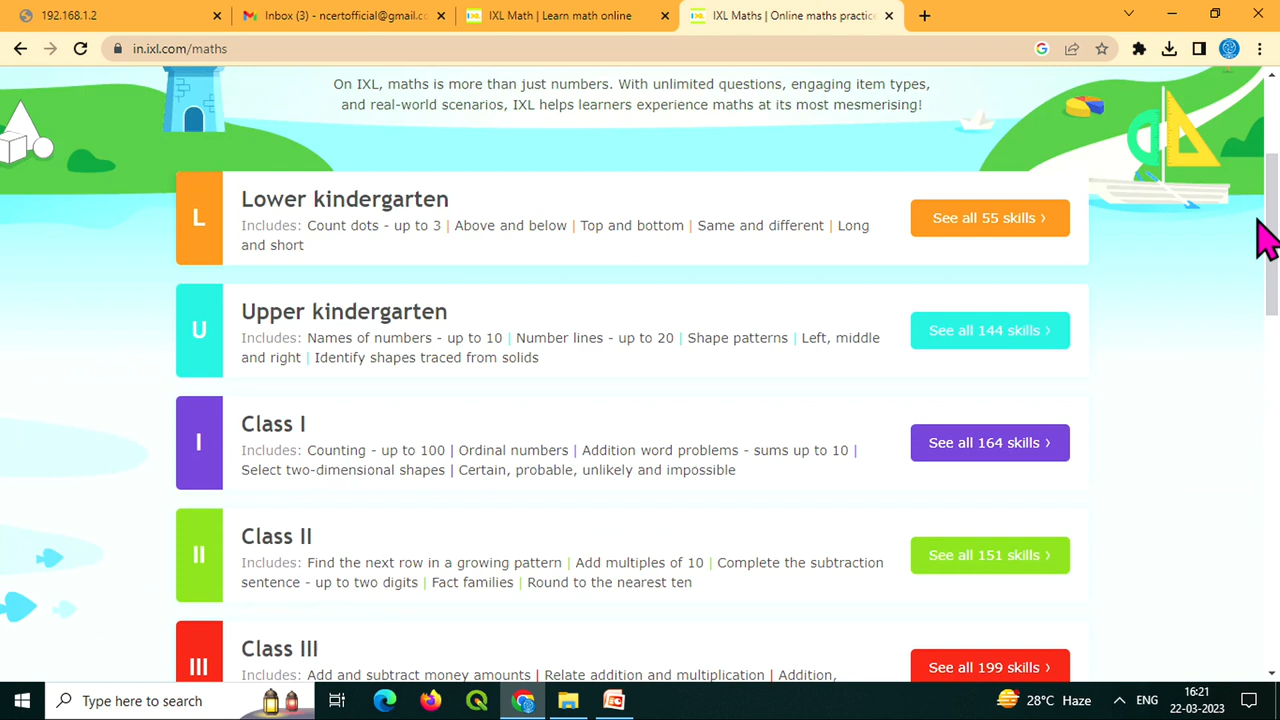 192.168.1.2
Inbox (3) - ncertofficial@gmail.co
IXL Math | Learn math online
IXL Maths | Online maths practice
in.ixl.com/maths
On IXL, maths is more than just numbers. With unlimited questions, engaging item types,
and real-world scenarios, IXL helps learners experience maths at its most mesmerising!
L
Lower kindergarten
Includes: Count dots - up to 3 | Above and below | Top and bottom | Same and different | Long
and short
See all 55 skills ›
U
Upper kindergarten
Includes: Names of numbers - up to 10 | Number lines - up to 20 | Shape patterns | Left, middle
and right | Identify shapes traced from solids
See all 144 skills ›
I
Class I
Includes: Counting - up to 100 | Ordinal numbers | Addition word problems - sums up to 10 |
Select two-dimensional shapes | Certain, probable, unlikely and impossible
See all 164 skills ›
II
Class II
Includes: Find the next row in a growing pattern | Add multiples of 10 | Complete the subtraction
sentence - up to two digits | Fact families | Round to the nearest ten
See all 151 skills ›
III
Class III
Includes: Add and subtract money amounts | Relate addition and multiplication | Addition,
See all 199 skills ›
Type here to search
28°C Haze
ENG
16:21
22-03-2023